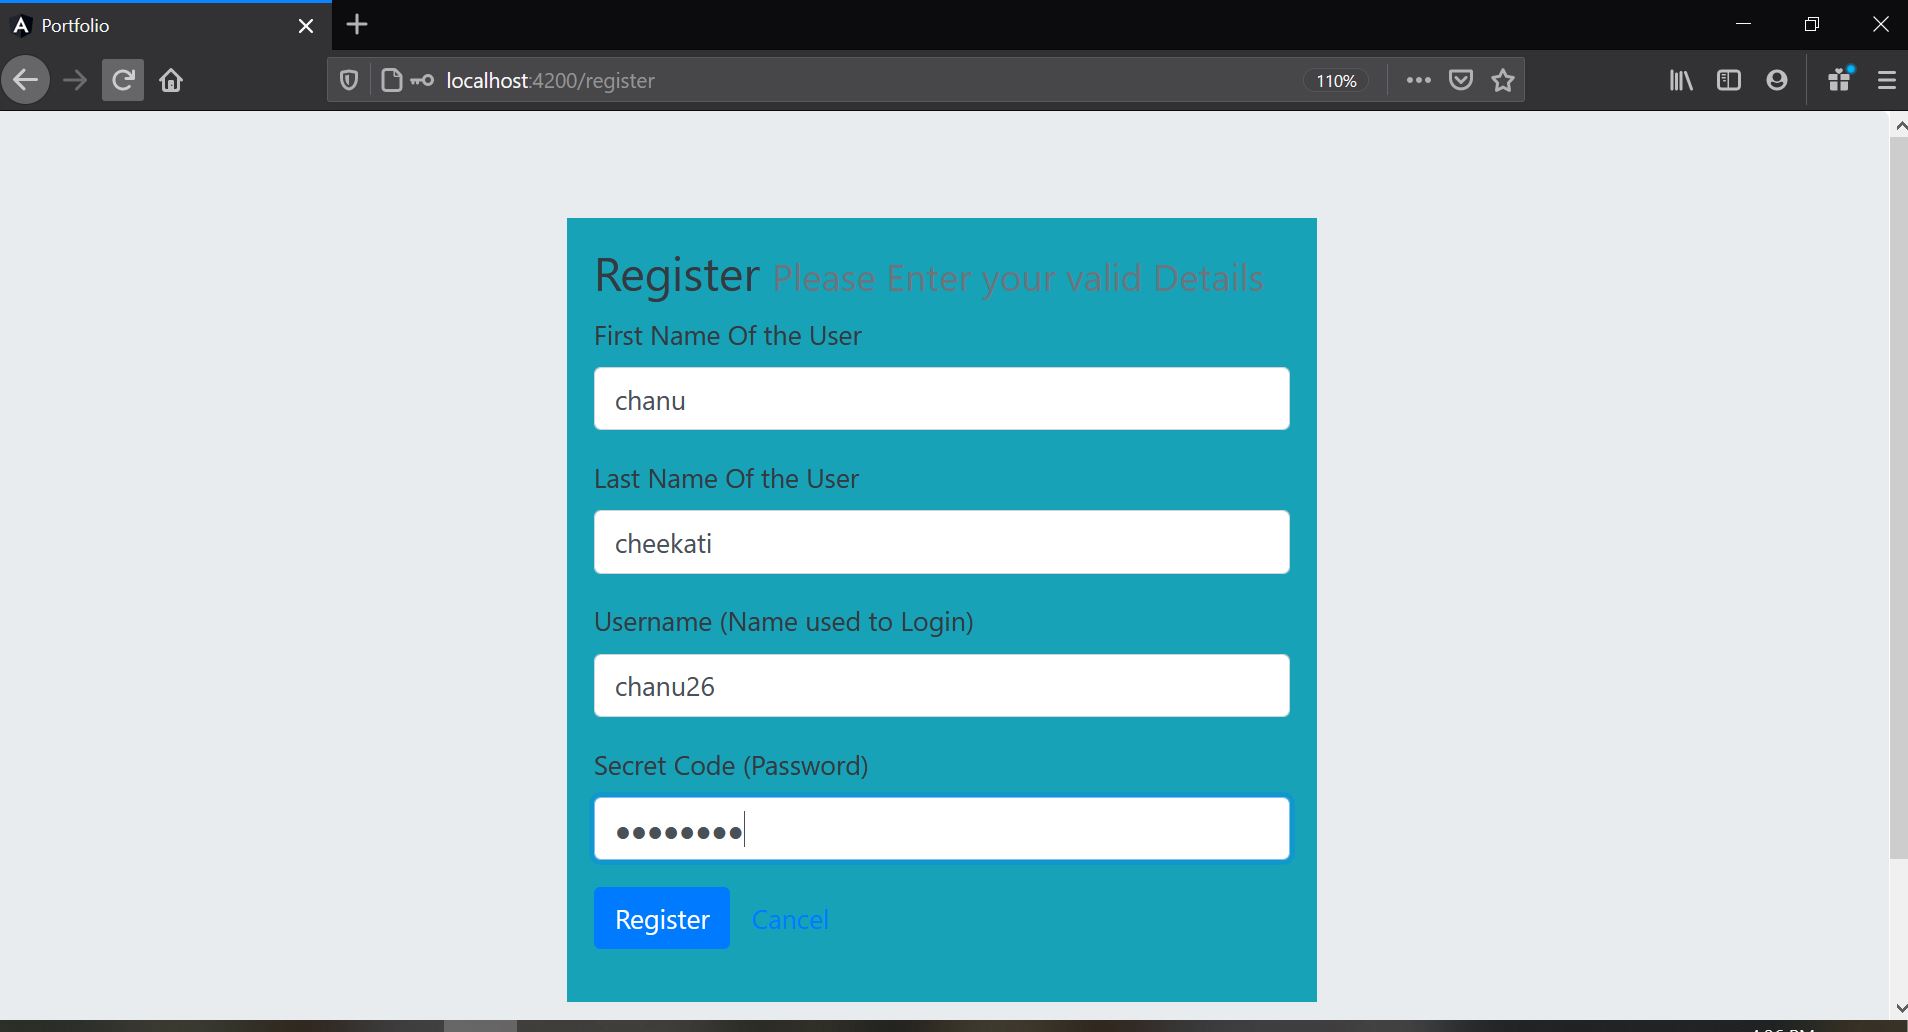 Portfolio
localhost:4200/register
110%
Register Please Enter your valid Details
First Name Of the User
chanu
Last Name Of the User
cheekati
Username (Name used to Login)
chanu26
Secret Code (Password)
••••••••
Register Cancel